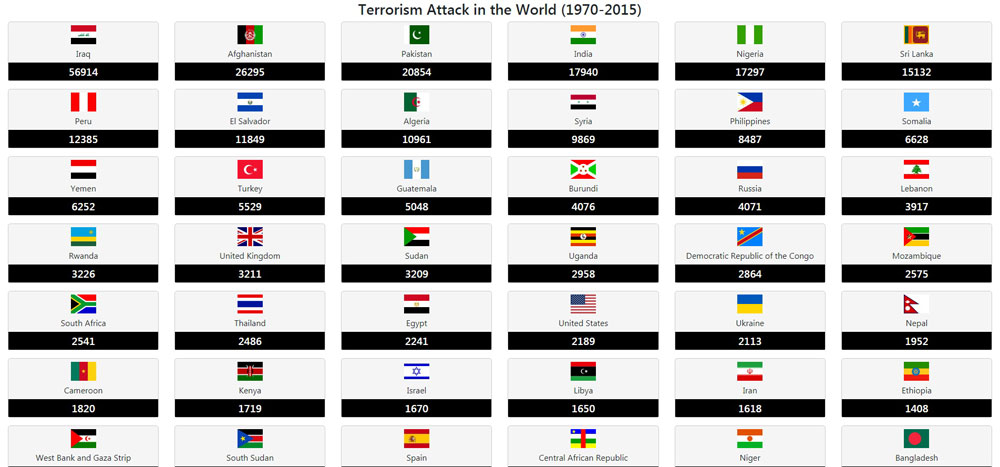 Terrorism Attack in the World (1970-2015)
Iraq Afghanistan Pakistan India Nigeria Sri Lanka
56914 26295 20854 17940 17297 15132
Peru El Salvador Algeria Syria Philippines Somalia
12385 11849 10961 9869 8487 6628
Yemen Turkey Guatemala Burundi Russia Lebanon
6252 5529 5048 4076 4071 3917
Rwanda United Kingdom Sudan Uganda Democratic Republic of the Congo Mozambique
3226 3211 3209 2958 2864 2575
South Africa Thailand Egypt United States Ukraine Nepal
2541 2486 2241 2189 2113 1952
Cameroon Kenya Israel Libya Iran Ethiopia
1820 1719 1670 1650 1618 1408
West Bank and Gaza Strip South Sudan Spain Central African Republic Niger Bangladesh